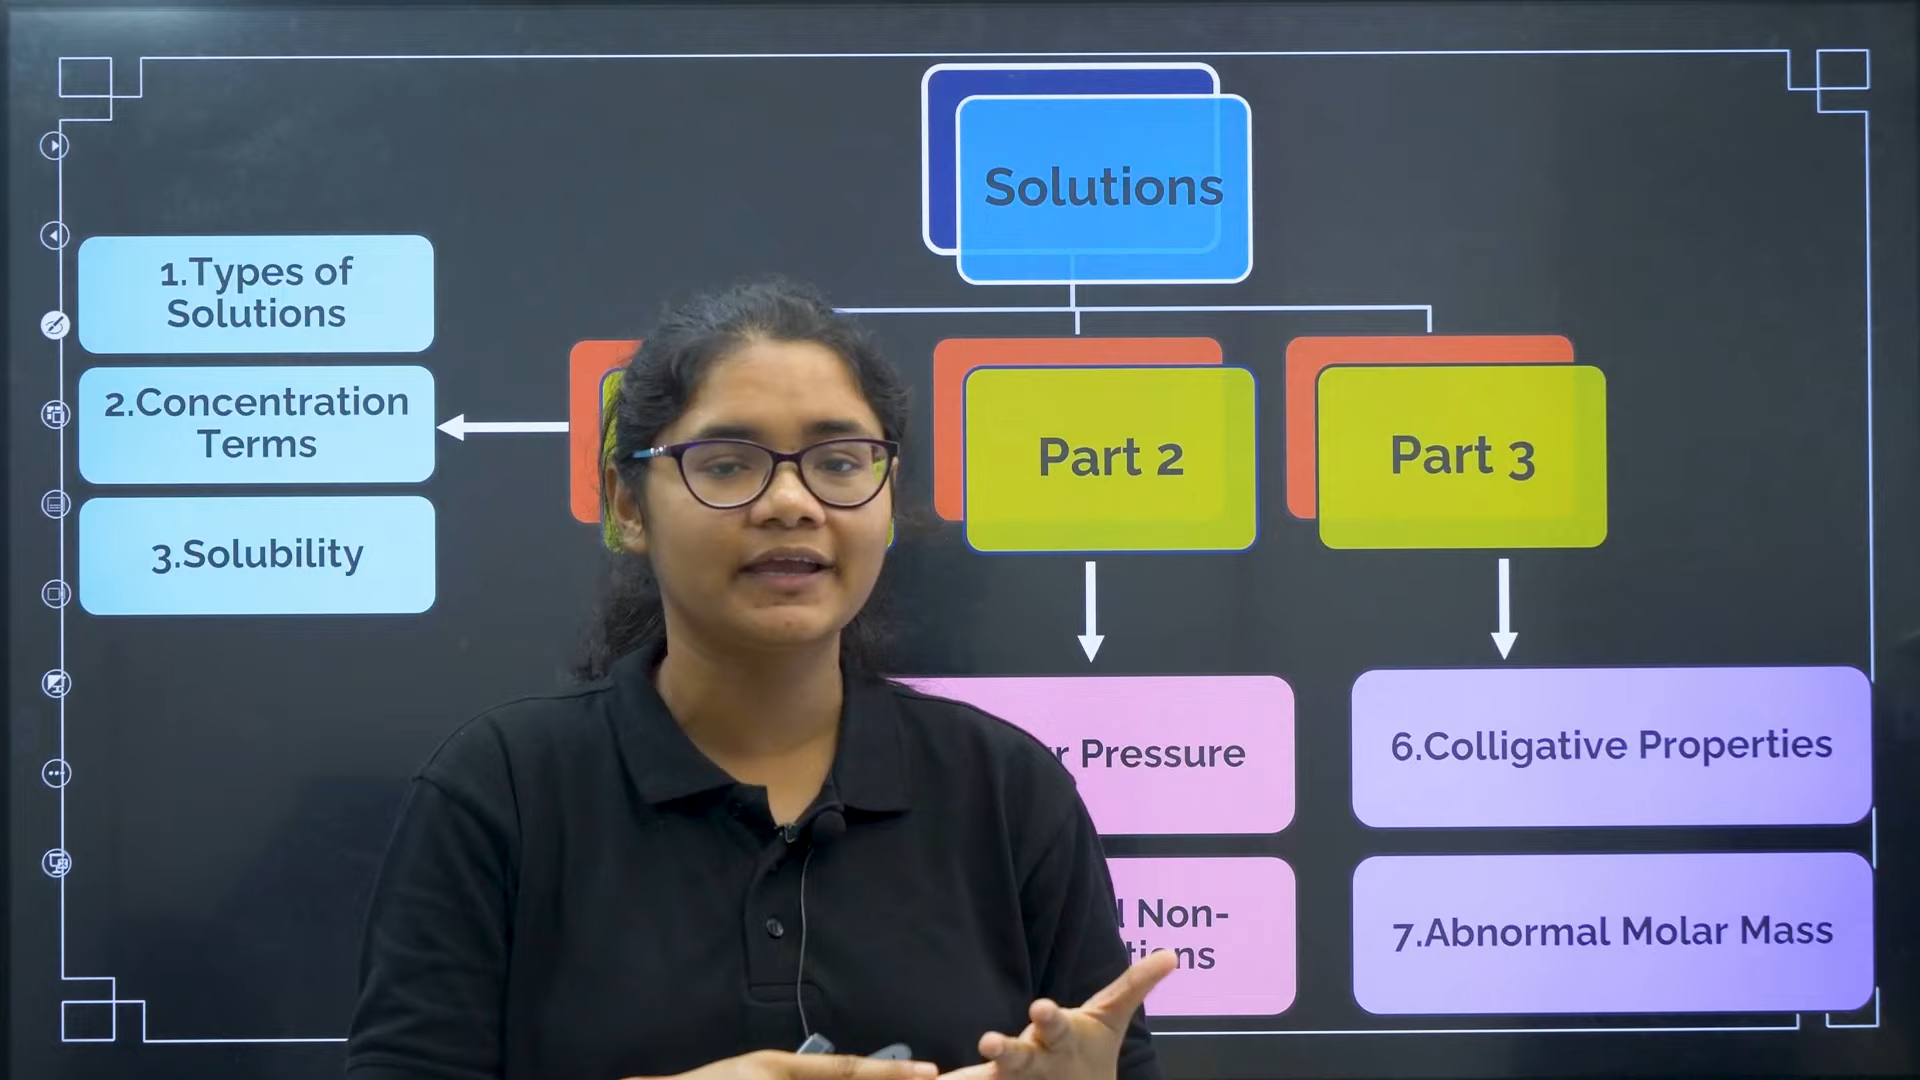 Solutions
1.Types of
Solutions
2.Concentration
Terms
3.Solubility
Part 2
Part 3
Pressure
Non-
6.Colligative Properties
7.Abnormal Molar Mass